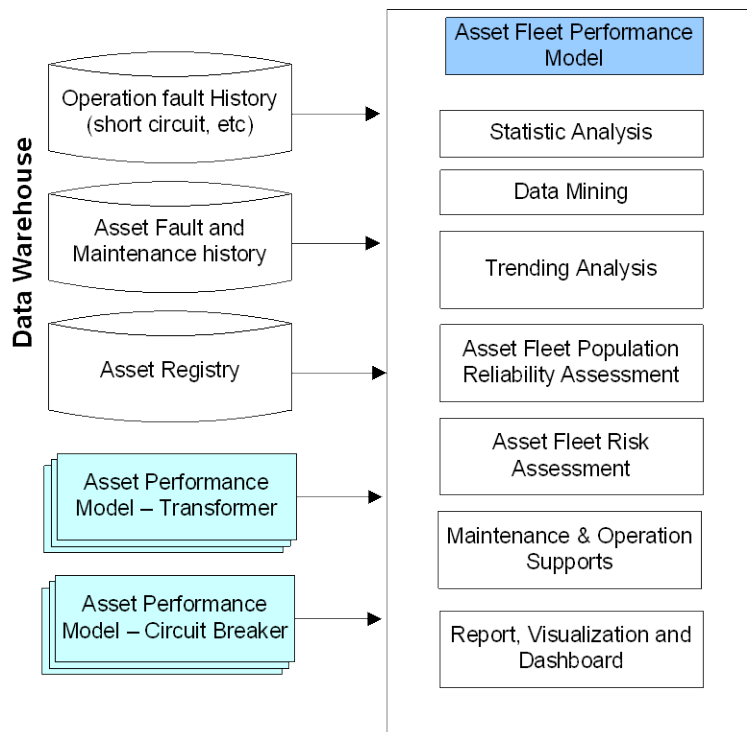 Data Warehouse
Operation fault History
(short circuit, etc)
Asset Fault and
Maintenance history
Asset Registry
Asset Performance
Model – Transformer
Asset Performance
Model – Circuit Breaker
Asset Fleet Performance
Model
Statistic Analysis
Data Mining
Trending Analysis
Asset Fleet Population
Reliability Assessment
Asset Fleet Risk
Assessment
Maintenance & Operation
Supports
Report, Visualization and
Dashboard